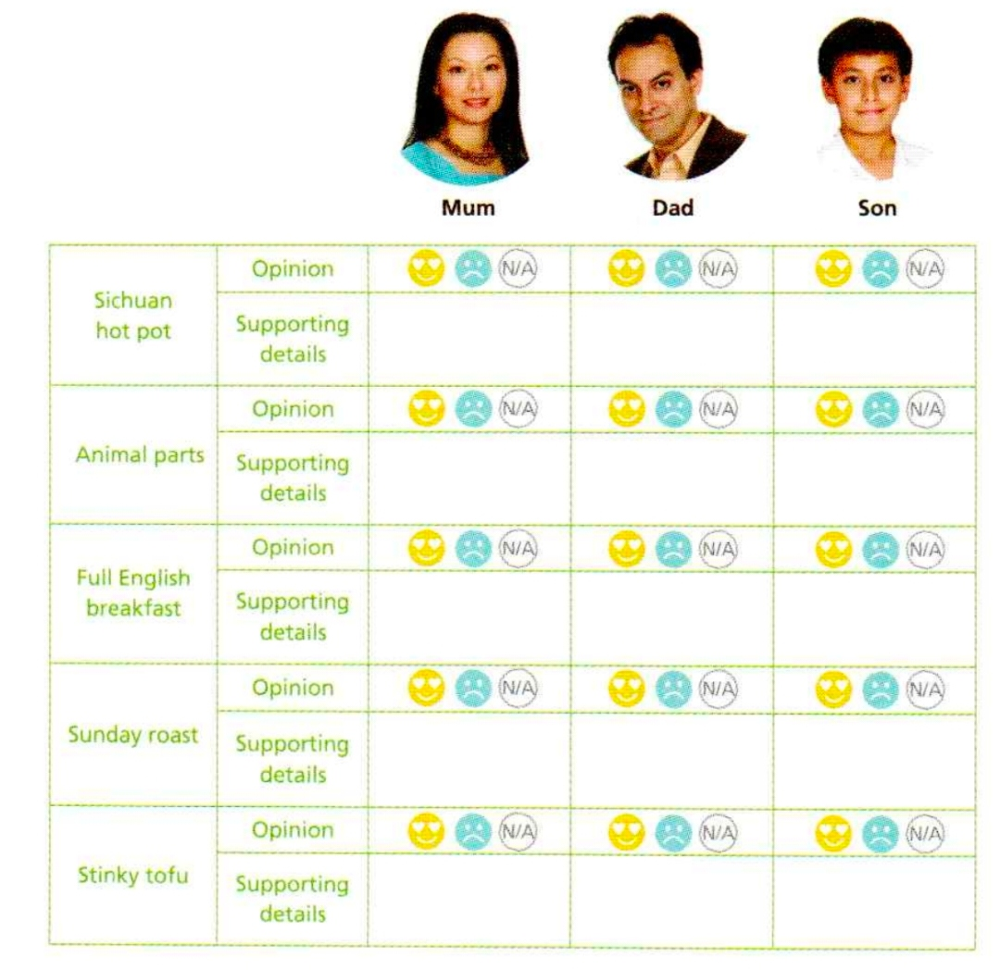 Mum Dad Son
Sichuan
hot pot
Opinion N/A N/A N/A
Supporting
details
Animal parts
Opinion N/A N/A N/A
Supporting
details
Full English
breakfast
Opinion N/A N/A N/A
Supporting
details
Sunday roast
Opinion N/A N/A N/A
Supporting
details
Stinky tofu
Opinion N/A N/A N/A
Supporting
details